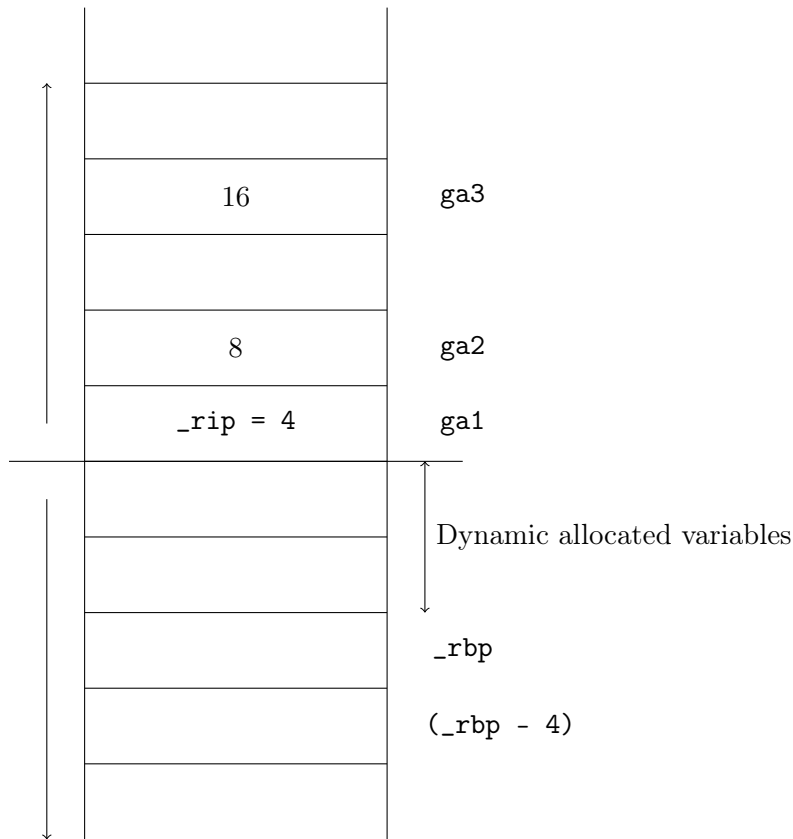 16 ga3
8 ga2
_rip = 4 ga1
Dynamic allocated variables
_rbp
(_rbp - 4)